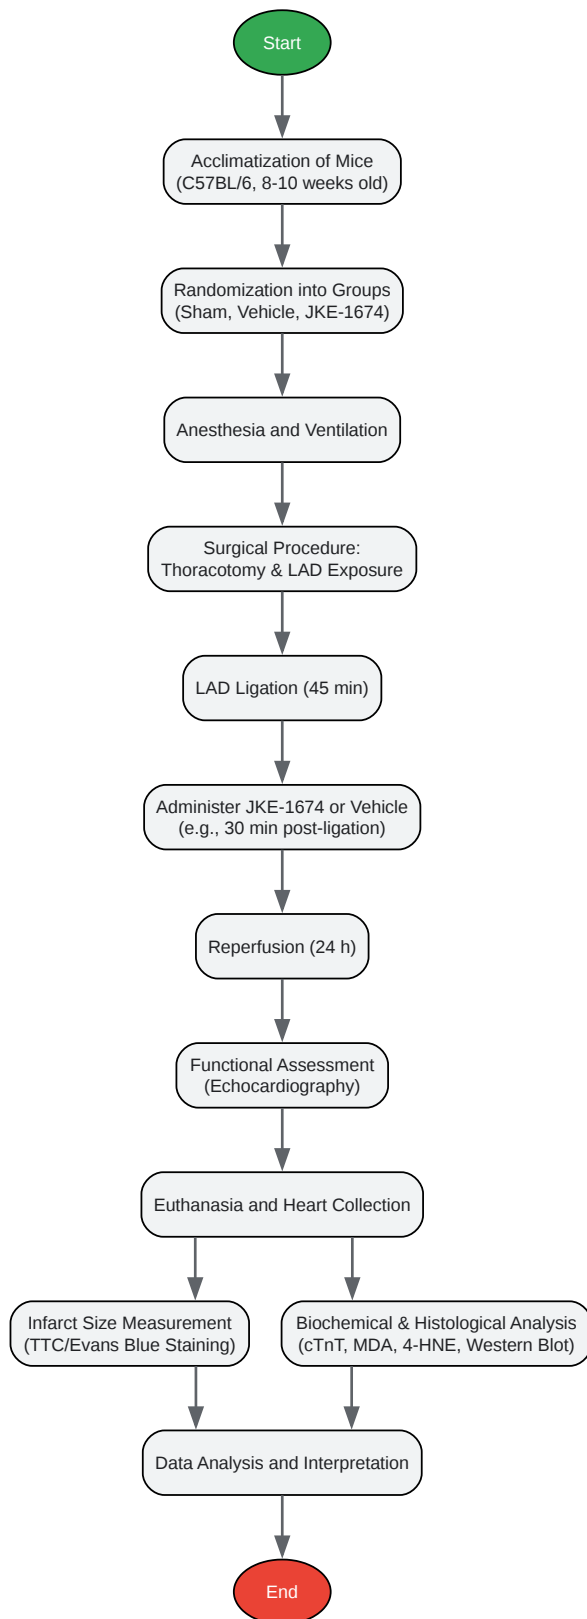 Start
Acclimatization of Mice
(C57BL/6, 8-10 weeks old)
Randomization into Groups
(Sham, Vehicle, JKE-1674)
Anesthesia and Ventilation
Surgical Procedure:
Thoracotomy & LAD Exposure
LAD Ligation (45 min)
Administer JKE-1674 or Vehicle
(e.g., 30 min post-ligation)
Reperfusion (24 h)
Functional Assessment
(Echocardiography)
Euthanasia and Heart Collection
Infarct Size Measurement
(TTC/Evans Blue Staining)
Biochemical & Histological Analysis
(cTnT, MDA, 4-HNE, Western Blot)
Data Analysis and Interpretation
End